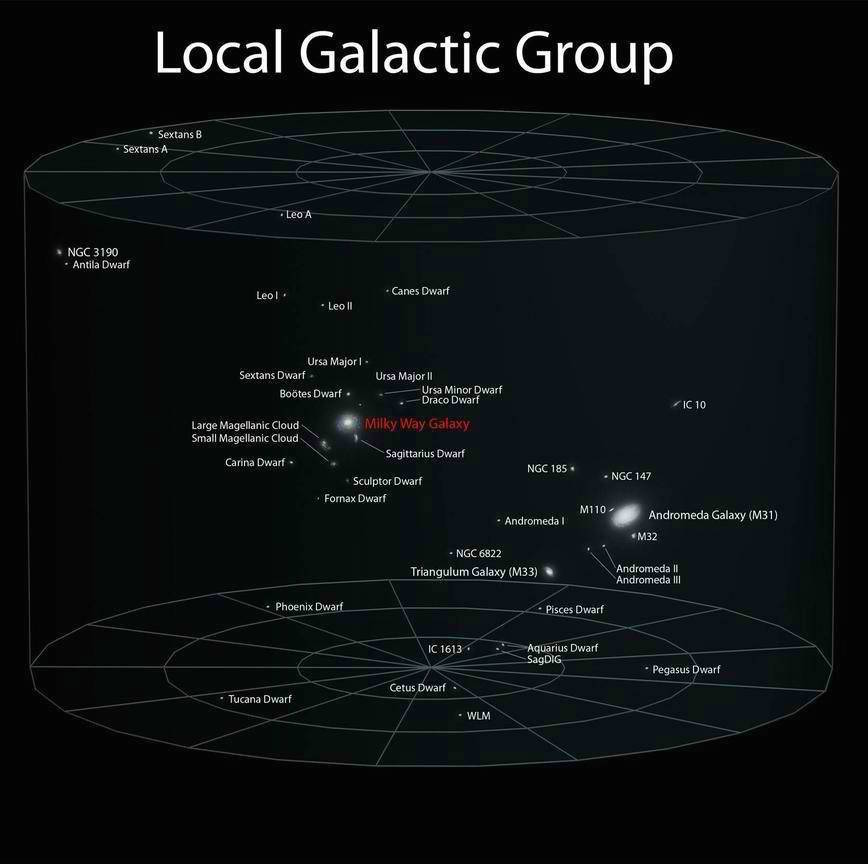 Local Galactic Group
Sextans B
Sextans A
Leo A
NGC 3190
Antila Dwarf
Canes Dwarf
Leo I
Leo II
Ursa Major I
Sextans Dwarf
Ursa Major II
Boötes Dwarf
Ursa Minor Dwarf
Draco Dwarf
IC 10
Milky Way Galaxy
Large Magellanic Cloud
Small Magellanic Cloud
Sagittarius Dwarf
Carina Dwarf
NGC 185
NGC 147
Sculptor Dwarf
Fornax Dwarf
M110
Andromeda Galaxy (M31)
Andromeda I
M32
NGC 6822
Triangulum Galaxy (M33)
Andromeda II
Andromeda III
Phoenix Dwarf
Pisces Dwarf
IC 1613
Aquarius Dwarf
SagDIG
Pegasus Dwarf
Cetus Dwarf
Tucana Dwarf
WLM